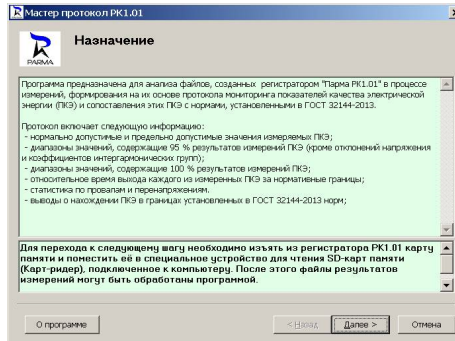 Мастер протокол РК1.01
Назначение
PARMA
Программа предназначена для анализа файлов, созданных регистратором "Парма РК1.01" в процессе
измерений, формирования на их основе протокола мониторинга показателей качества электрической
энергии (ПКЭ) и сопоставления этих ПКЭ с нормами, установленными в ГОСТ 32144-2013.
Протокол включает следующую информацию:
- нормально допустимые и предельно допустимые значения измеряемых ПКЭ;
- диапазоны значений, содержащие 95 % результатов измерений ПКЭ (кроме отклонений напряжения
и коэффициентов интергармонических групп);
- диапазоны значений, содержащие 100 % результатов измерений ПКЭ;
- относительное время выхода каждого из измеренных ПКЭ за нормативные границы;
- статистика по провалам и перенапряжениям.
- выводы о нахождении ПКЭ в границах установленных в ГОСТ 32144-2013 норм;
Для перехода к следующему шагу необходимо изъять из регистратора РК1.01 карту
памяти и поместить её в специальное устройство для чтения SD-карт памяти
(Карт-ридер), подключенное к компьютеру. После этого файлы результатов
измерений могут быть обработаны программой.
О программе
< Назад
Далее >
Отмена